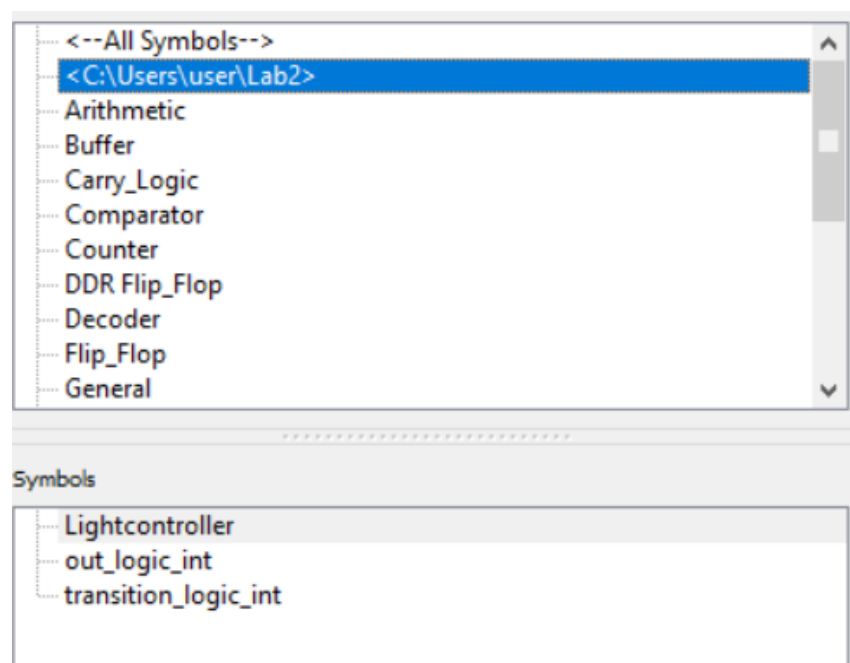 <--All Symbols-->
<C:\Users\user\Lab2>
Arithmetic
Buffer
Carry_Logic
Comparator
Counter
DDR Flip_Flop
Decoder
Flip_Flop
General
Symbols
Lightcontroller
out_logic_int
transition_logic_int